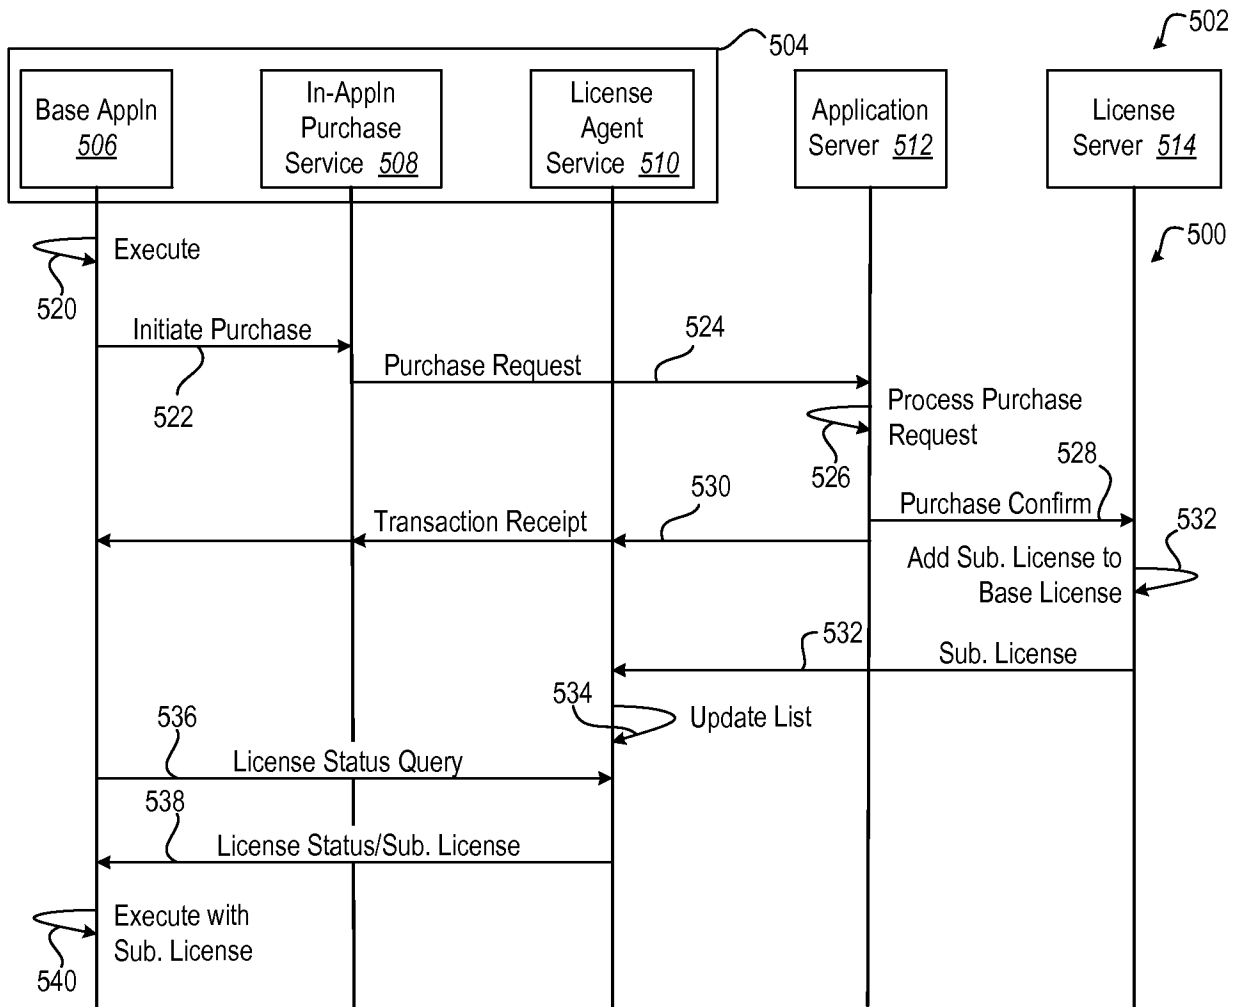 502
504
Base Appln
506
In-Appln
Purchase
Service 508
License
Agent
Service 510
Application
Server 512
License
Server 514
500
Execute
520
Initiate Purchase
522
524
Purchase Request
Process Purchase
Request
526
528
Purchase Confirm
530
Transaction Receipt
532
Add Sub. License to
Base License
532
Sub. License
534
Update List
536
License Status Query
538
License Status/Sub. License
Execute with
Sub. License
540